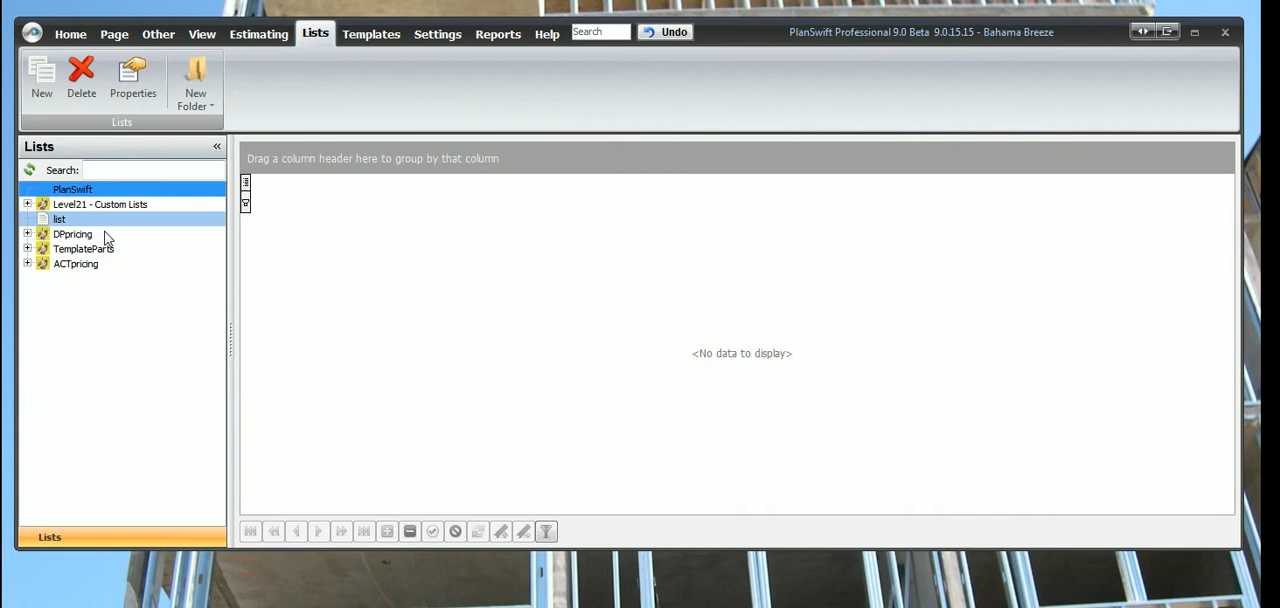 Home Page Other View Estimating Lists Templates Settings Reports Help Search Undo PlanSwift Professional 9.0 Beta 9.0.15.15 - Bahama Breeze
New Delete Properties New Folder
Lists
Lists «
Search:
Drag a column header here to group by that column
PlanSwift
Level21 - Custom Lists
list
DPpricing
TemplateParts
ACTpricing
<No data to display>
Lists